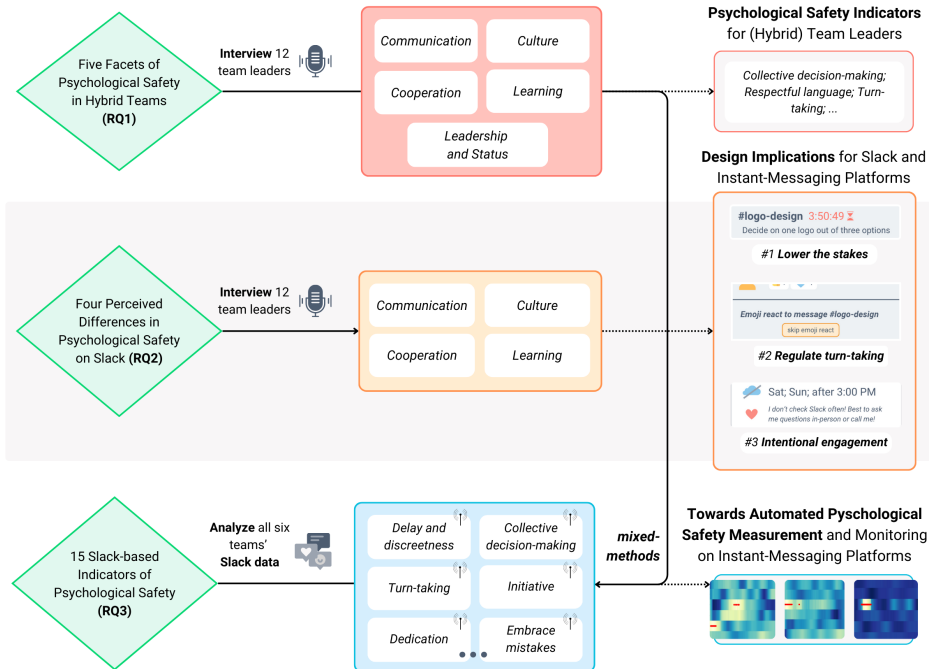 Five Facets of
Psychological Safety
in Hybrid Teams
(RQ1)
Interview 12
team leaders
Communication
Culture
Cooperation
Learning
Leadership
and Status
Psychological Safety Indicators
for (Hybrid) Team Leaders
Collective decision-making;
Respectful language; Turn-
taking; ...
Four Perceived
Differences in
Psychological Safety
on Slack (RQ2)
Interview 12
team leaders
Communication
Culture
Cooperation
Learning
Design Implications for Slack and
Instant-Messaging Platforms
#logo-design 3:50:49
Decide on one logo out of three options
#1 Lower the stakes
Emoji react to message #logo-design
skip emoji react
#2 Regulate turn-taking
Sat; Sun; after 3:00 PM
I don't check Slack often! Best to ask
me questions in-person or call me!
#3 Intentional engagement
15 Slack-based
Indicators of
Psychological Safety
(RQ3)
Analyze all six
teams'
Slack data
Delay and
discreetness
Collective
decision-making
Turn-taking
Initiative
Dedication
Embrace
mistakes
mixed-
methods
Towards Automated Pyschological
Safety Measurement and Monitoring
on Instant-Messaging Platforms